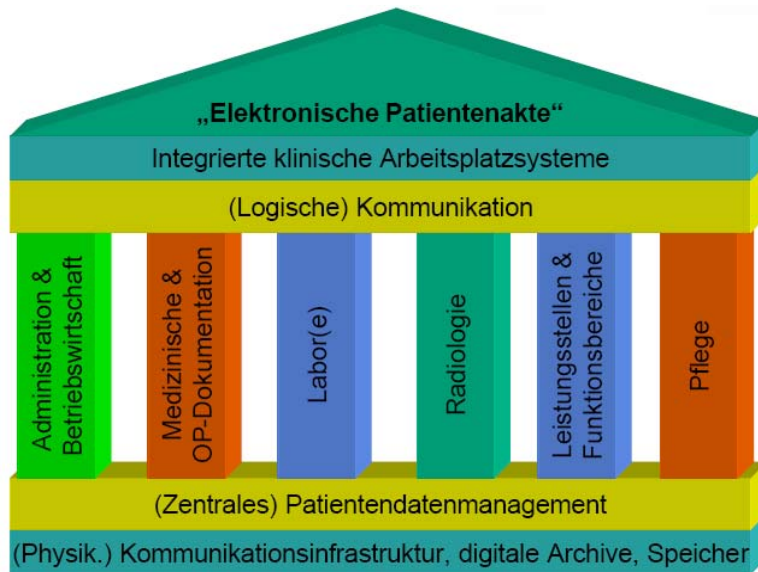 „Elektronische Patientenakte“
Integrierte klinische Arbeitsplatzsysteme
(Logische) Kommunikation
Administration &
Betriebswirtschaft
Medizinische &
OP-Dokumentation
Labor(e)
Radiologie
Leistungsstellen &
Funktionsbereiche
Pflege
(Zentrales) Patientendatenmanagement
(Physik.) Kommunikationsinfrastruktur, digitale Archive, Speicher